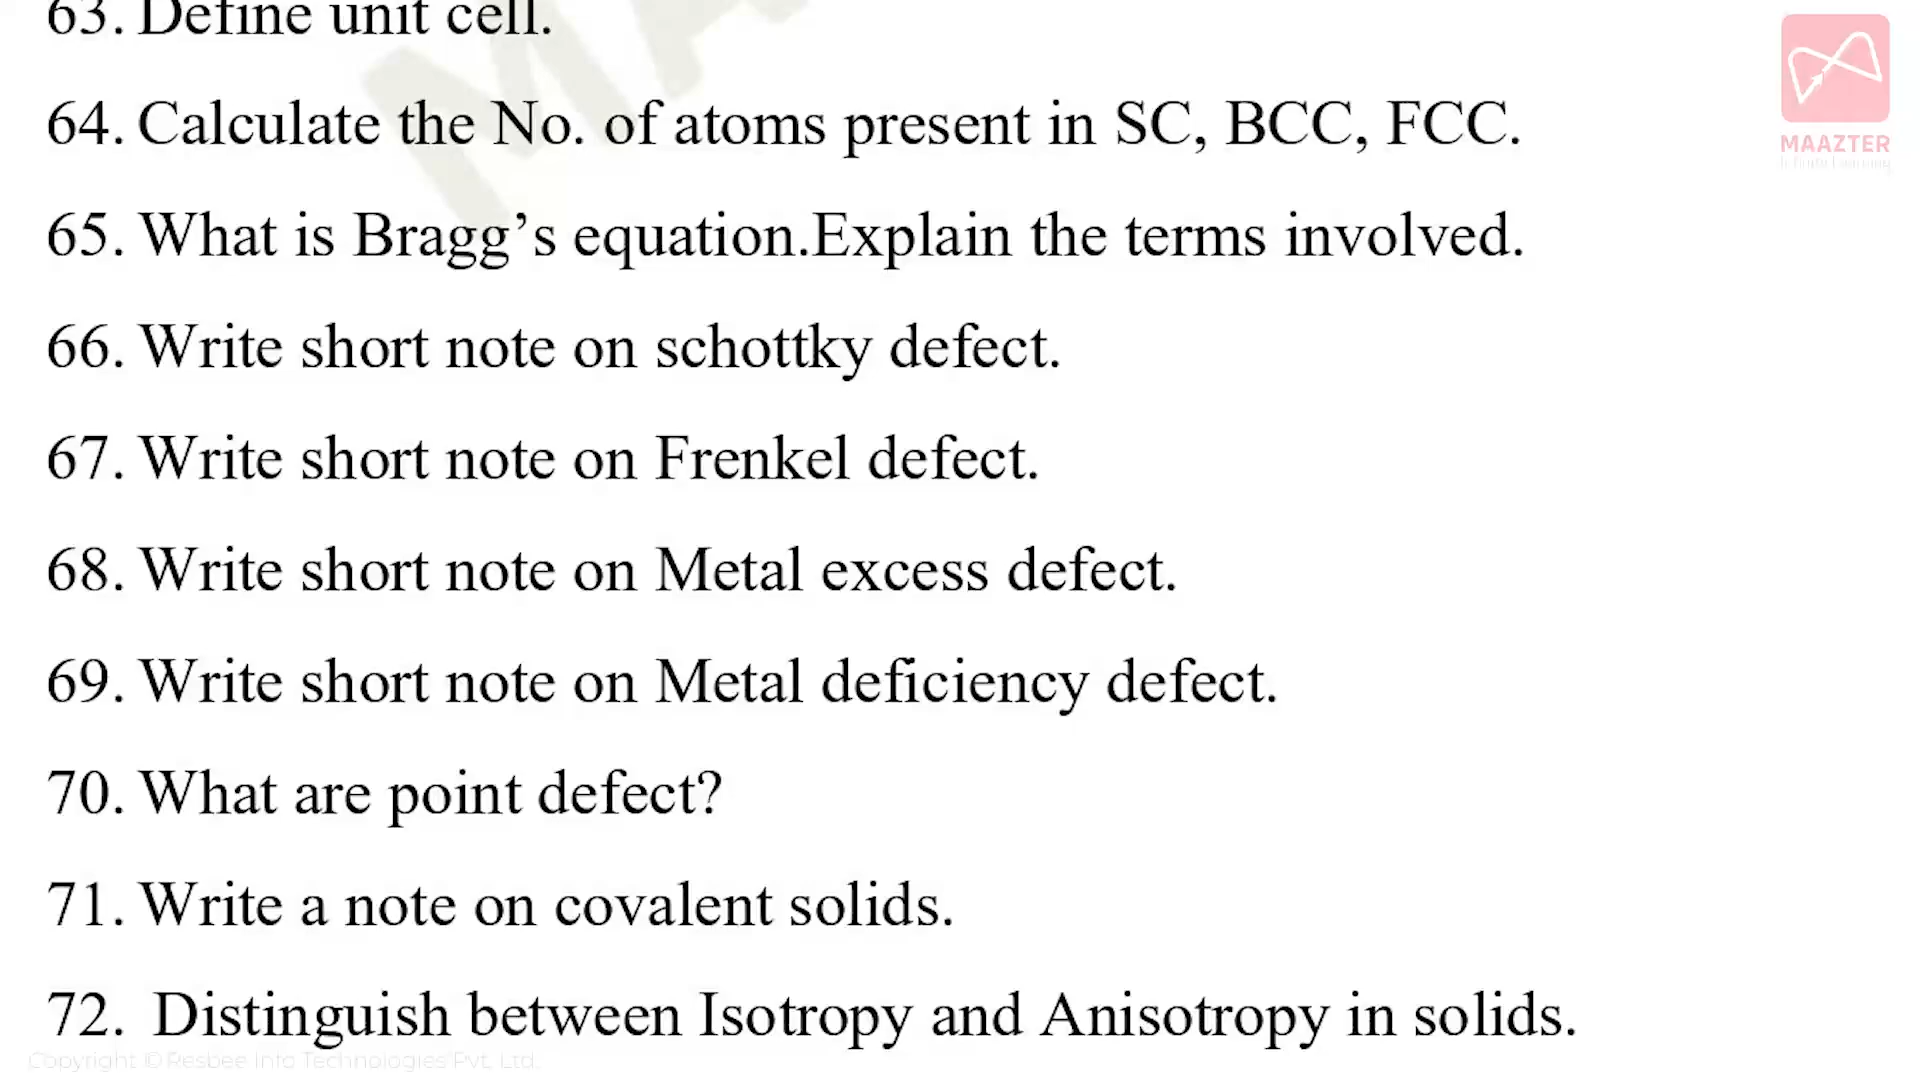 63. Define unit cell.
64. Calculate the No. of atoms present in SC, BCC, FCC.
65. What is Bragg’s equation.Explain the terms involved.
66. Write short note on schottky defect.
67. Write short note on Frenkel defect.
68. Write short note on Metal excess defect.
69. Write short note on Metal deficiency defect.
70. What are point defect?
71. Write a note on covalent solids.
72. Distinguish between Isotropy and Anisotropy in solids.
MAAZTER
Infinite Learning
Copyright © Resbee Info Technologies Pvt. Ltd.